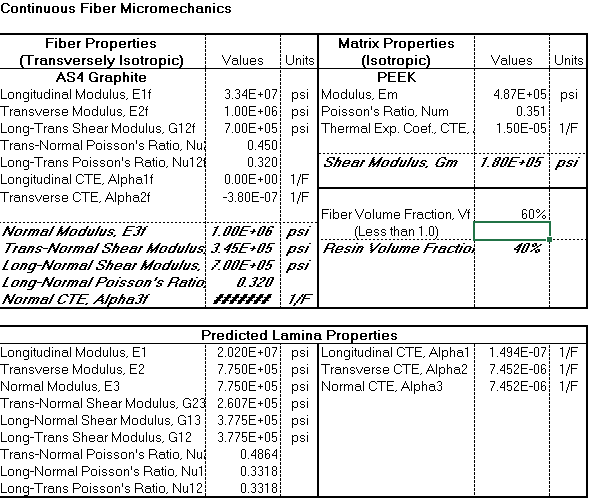 Continuous Fiber Micromechanics
Fiber Properties
(Transversely Isotropic) Values Units
AS4 Graphite
Longitudinal Modulus, E1f 3.34E+07 psi
Transverse Modulus, E2f 1.00E+06 psi
Long-Trans Shear Modulus, G12f 7.00E+05 psi
Trans-Normal Poisson's Ratio, Nu 0.450
Long-Trans Poisson's Ratio, Nu12f 0.320
Longitudinal CTE, Alpha1f 0.00E+00 1/F
Transverse CTE, Alpha2f -3.80E-07 1/F
Normal Modulus, E3f 1.00E+06 psi
Trans-Normal Shear Modulus, 3.45E+05 psi
Long-Normal Shear Modulus, 7.00E+05 psi
Long-Normal Poisson's Ratio 0.320
Normal CTE, Alpha3f ####### 1/F
Matrix Properties
(Isotropic) Values Units
PEEK
Modulus, Em 4.87E+05 psi
Poisson's Ratio, Num 0.351
Thermal Exp. Coef., CTE, 1.50E-05 1/F
Shear Modulus, Gm 1.80E+05 psi
Fiber Volume Fraction, Vf 60%
(Less than 1.0)
Resin Volume Fractio 40%
Predicted Lamina Properties
Longitudinal Modulus, E1 2.020E+07 psi
Transverse Modulus, E2 7.750E+05 psi
Normal Modulus, E3 7.750E+05 psi
Trans-Normal Shear Modulus, G23 2.607E+05 psi
Long-Normal Shear Modulus, G13 3.775E+05 psi
Long-Trans Shear Modulus, G12 3.775E+05 psi
Trans-Normal Poisson's Ratio, Nu 0.4864
Long-Normal Poisson's Ratio, Nu1 0.3318
Long-Trans Poisson's Ratio, Nu12 0.3318
Longitudinal CTE, Alpha1 1.494E-07 1/F
Transverse CTE, Alpha2 7.452E-06 1/F
Normal CTE, Alpha3 7.452E-06 1/F